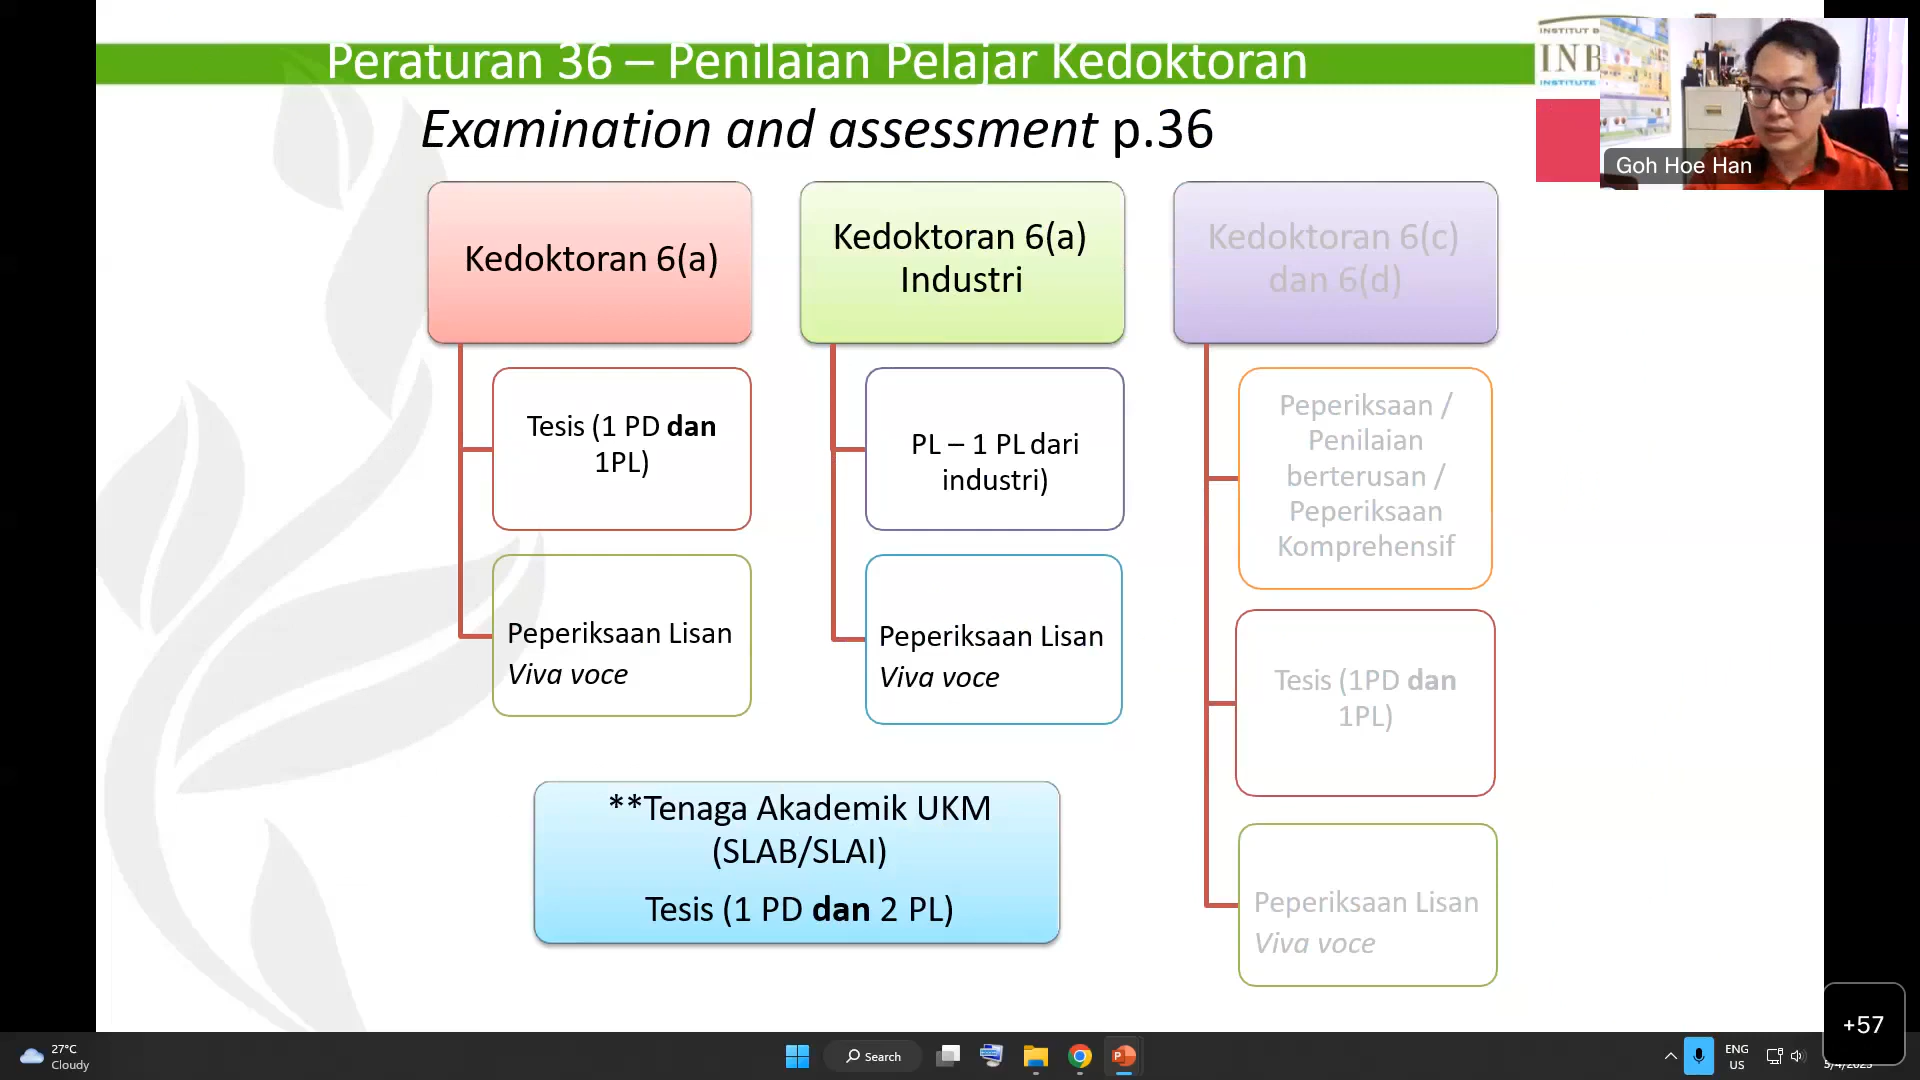 Peraturan 36 – Penilaian Pelajar Kedoktoran
Examination and assessment p.36
INSTITUT B
INB
INSTITUTE
Goh Hoe Han
Kedoktoran 6(a)
Tesis (1 PD dan
1PL)
Peperiksaan Lisan
Viva voce
Kedoktoran 6(a)
Industri
PL – 1 PL dari
industri)
Peperiksaan Lisan
Viva voce
Kedoktoran 6(c)
dan 6(d)
Peperiksaan /
Penilaian
berterusan /
Peperiksaan
Komprehensif
Tesis (1PD dan
1PL)
Peperiksaan Lisan
Viva voce
**Tenaga Akademik UKM
(SLAB/SLAI)
Tesis (1 PD dan 2 PL)
+57
27°C
Cloudy
Search
ENG
US